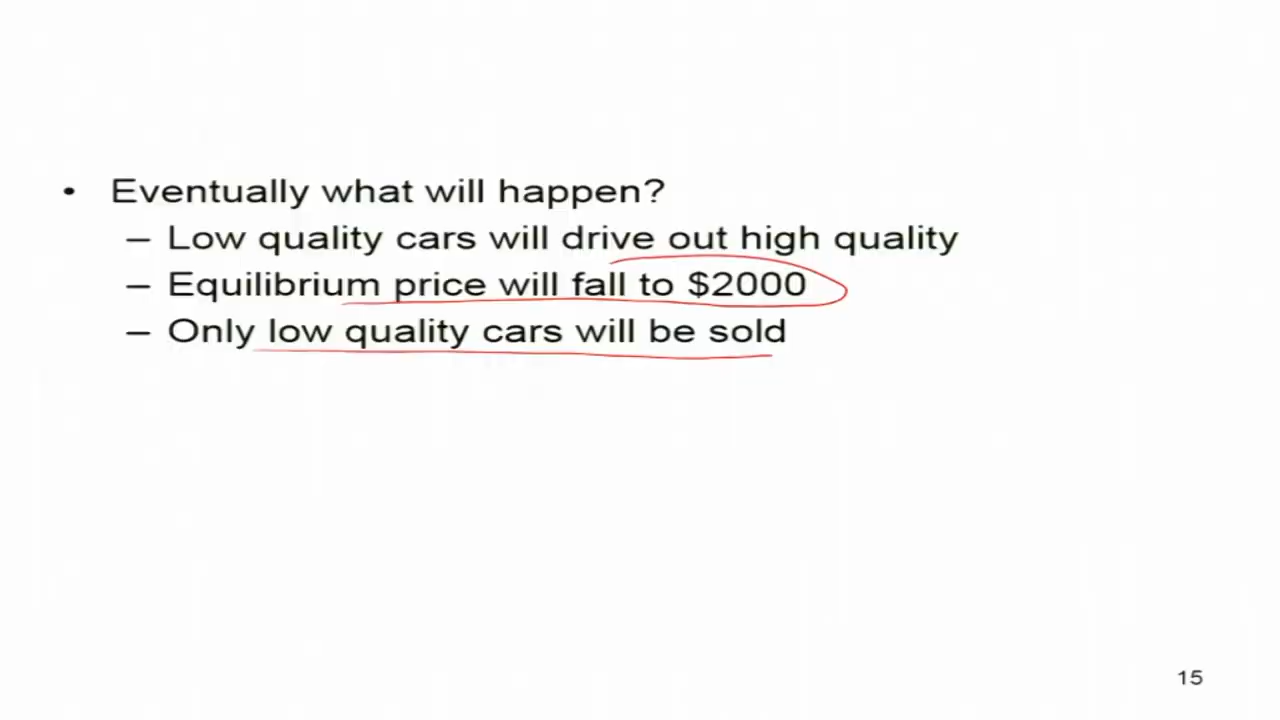 • Eventually what will happen?
– Low quality cars will drive out high quality
– Equilibrium price will fall to $2000
– Only low quality cars will be sold
15